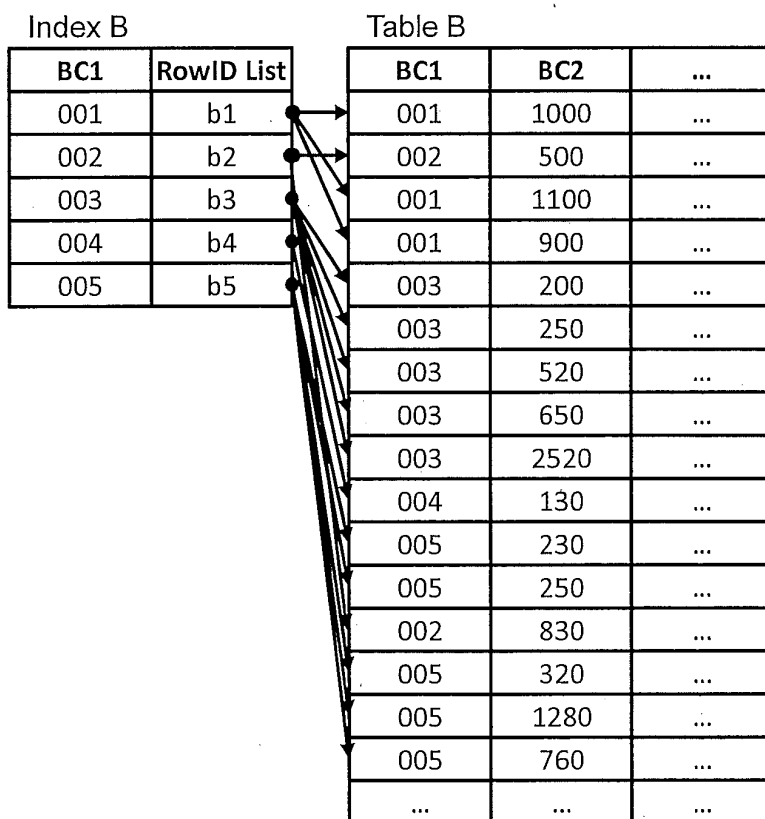 Index B Table B
BC1 RowID List BC1 BC2 ...
001 b1 001 1000 ...
002 b2 002 500 ...
003 b3 001 1100 ...
004 b4 001 900 ...
005 b5 003 200 ...
003 250 ...
003 520 ...
003 650 ...
003 2520 ...
004 130 ...
005 230 ...
005 250 ...
002 830 ...
005 320 ...
005 1280 ...
005 760 ...
... ... ...